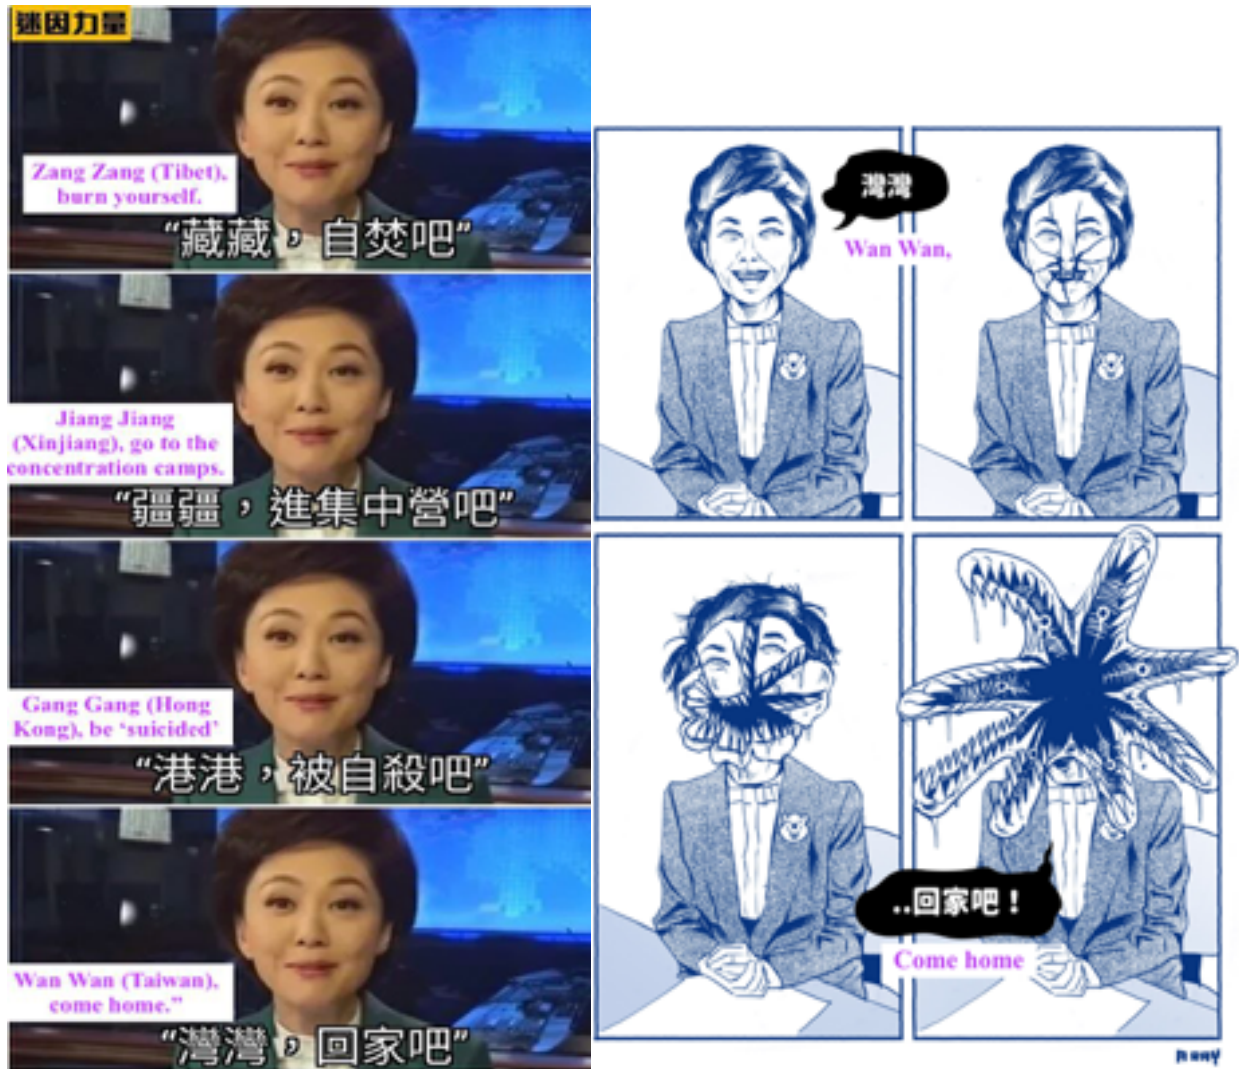 迷因力量
Zang Zang (Tibet),
burn yourself.
“藏藏，自焚吧”
Jiang Jiang
(Xinjiang), go to the
concentration camps.
“疆疆，進集中營吧”
Gang Gang (Hong
Kong), be ‘suicided’
“港港，被自殺吧”
Wan Wan (Taiwan),
come home.”
“灣灣，回家吧”
灣灣
Wan Wan,
..回家吧！
Come home